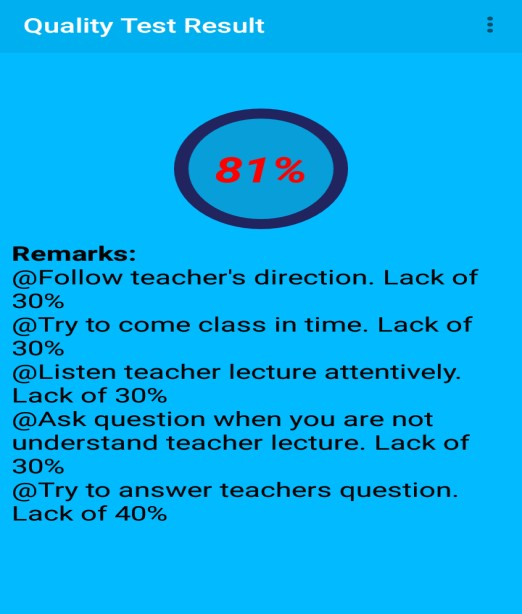 Quality Test Result
81%
Remarks:
@Follow teacher's direction. Lack of
30%
@Try to come class in time. Lack of
30%
@Listen teacher lecture attentively.
Lack of 30%
@Ask question when you are not
understand teacher lecture. Lack of
30%
@Try to answer teachers question.
Lack of 40%